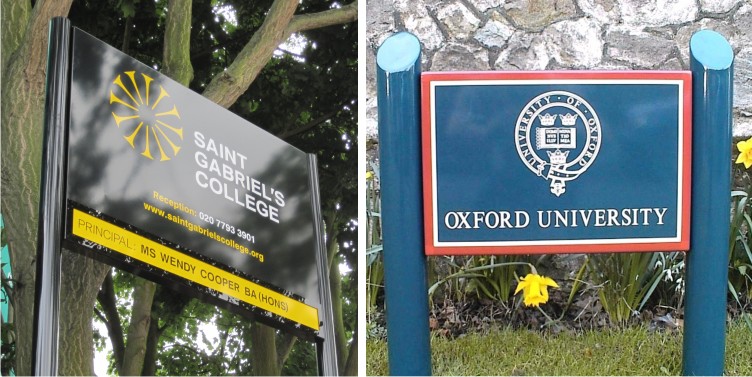 SAINT
GABRIEL'S
COLLEGE
Reception: 020 7793 3901
www.saintgabrielscollege.org
PRINCIPAL- MS WENDY COOPER BA (HONS)
UNIVERSITY · OF · OXFORD
OXFORD UNIVERSITY